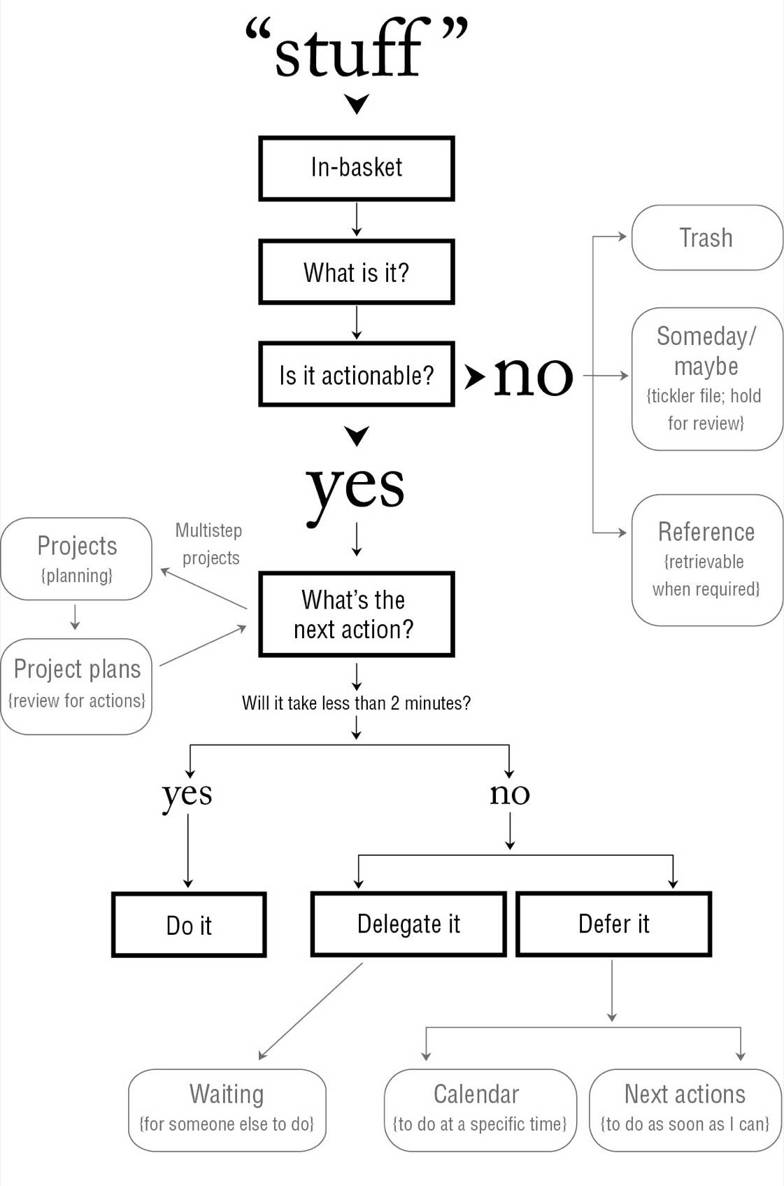 “stuff”
In-basket
What is it?
Is it actionable?
no
Trash
Someday/
maybe
{tickler file; hold
for review}
Reference
{retrievable
when required}
yes
Multistep
projects
Projects
{planning}
Project plans
{review for actions}
What’s the
next action?
Will it take less than 2 minutes?
yes
no
Do it
Delegate it
Defer it
Waiting
{for someone else to do}
Calendar
{to do at a specific time}
Next actions
{to do as soon as I can}